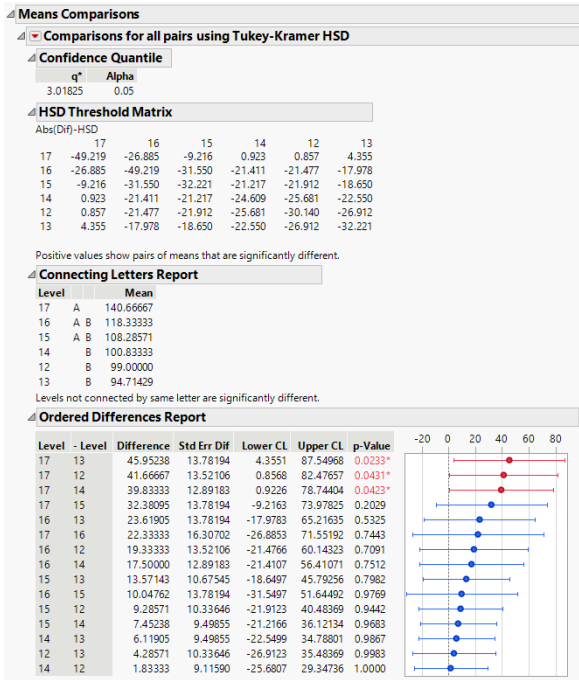 Means Comparisons
Comparisons for all pairs using Tukey-Kramer HSD
Confidence Quantile
q* Alpha
3.01825 0.05
HSD Threshold Matrix
Abs(Dif)-HSD
17 16 15 14 12 13
17 -49.219 -26.885 -9.216 0.923 0.857 4.355
16 -26.885 -49.219 -31.550 -21.411 -21.477 -17.978
15 -9.216 -31.550 -32.221 -21.217 -21.912 -18.650
14 0.923 -21.411 -21.217 -24.609 -25.681 -22.550
12 0.857 -21.477 -21.912 -25.681 -30.140 -26.912
13 4.355 -17.978 -18.650 -22.550 -26.912 -32.221
Positive values show pairs of means that are significantly different.
Connecting Letters Report
Level Mean
17 A 140.66667
16 A B 118.33333
15 A B 108.28571
14 B 100.83333
12 B 99.00000
13 B 94.71429
Levels not connected by same letter are significantly different.
Ordered Differences Report
Level - Level Difference Std Err Dif Lower CL Upper CL p-Value -20 0 20 40 60 80
17 13 45.95238 13.78194 4.3551 87.54968 0.0233*
17 12 41.66667 13.52106 0.8568 82.47657 0.0431*
17 14 39.83333 12.89183 0.9226 78.74404 0.0423*
17 15 32.38095 13.78194 -9.2163 73.97825 0.2029
16 13 23.61905 13.78194 -17.9783 65.21635 0.5325
17 16 22.33333 16.30702 -26.8853 71.55192 0.7443
16 12 19.33333 13.52106 -21.4766 60.14323 0.7091
16 14 17.50000 12.89183 -21.4107 56.41071 0.7512
15 13 13.57143 10.67545 -18.6497 45.79256 0.7982
16 15 10.04762 13.78194 -31.5497 51.64492 0.9769
15 12 9.28571 10.33646 -21.9123 40.48369 0.9442
15 14 7.45238 9.49855 -21.2166 36.12134 0.9683
14 13 6.11905 9.49855 -22.5499 34.78801 0.9867
12 13 4.28571 10.33646 -26.9123 35.48369 0.9983
14 12 1.83333 9.11590 -25.6807 29.34736 1.0000